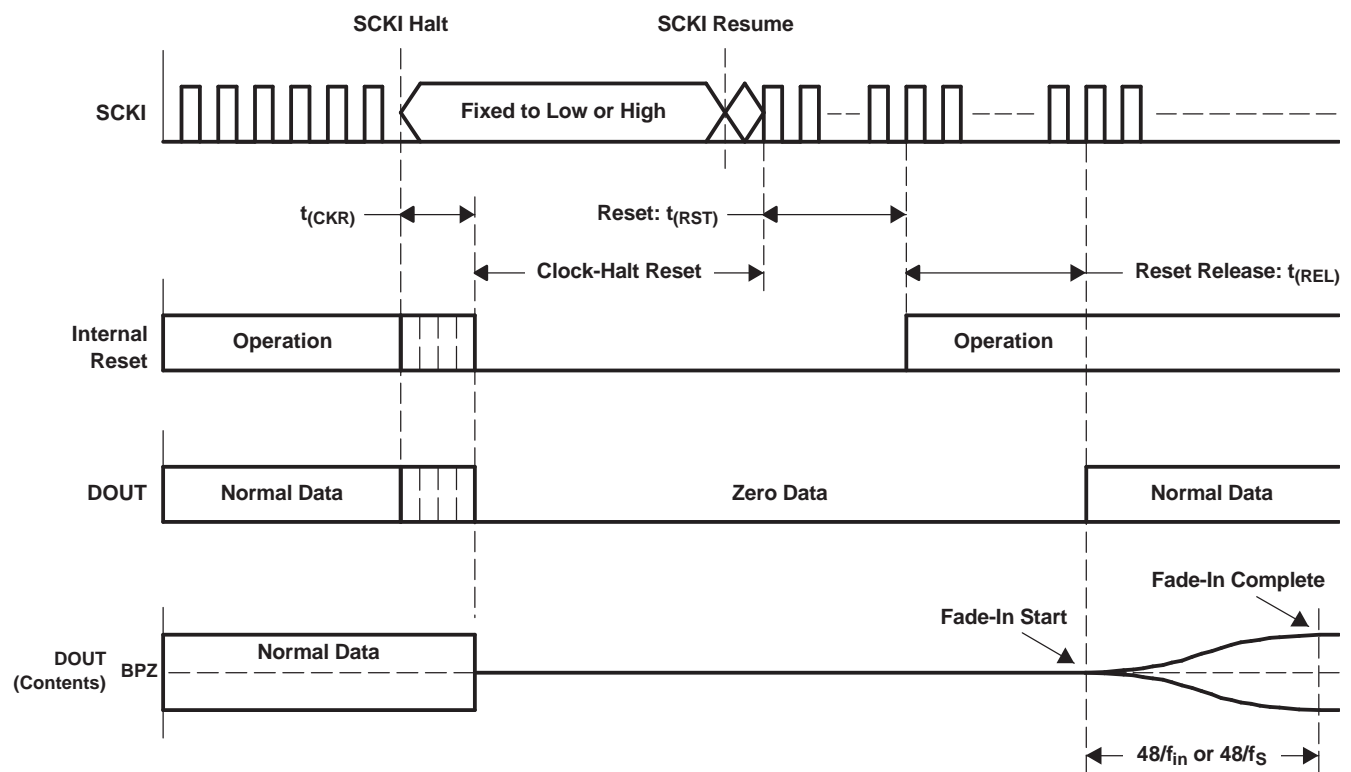 SCKI Halt
SCKI Resume
SCKI
Fixed to Low or High
t(CKR)
Reset: t(RST)
Clock-Halt Reset
Reset Release: t(REL)
Internal
Reset
Operation
Operation
DOUT
Normal Data
Zero Data
Normal Data
Fade-In Complete
Fade-In Start
DOUT
(Contents)
BPZ
Normal Data
48/fin or 48/fS